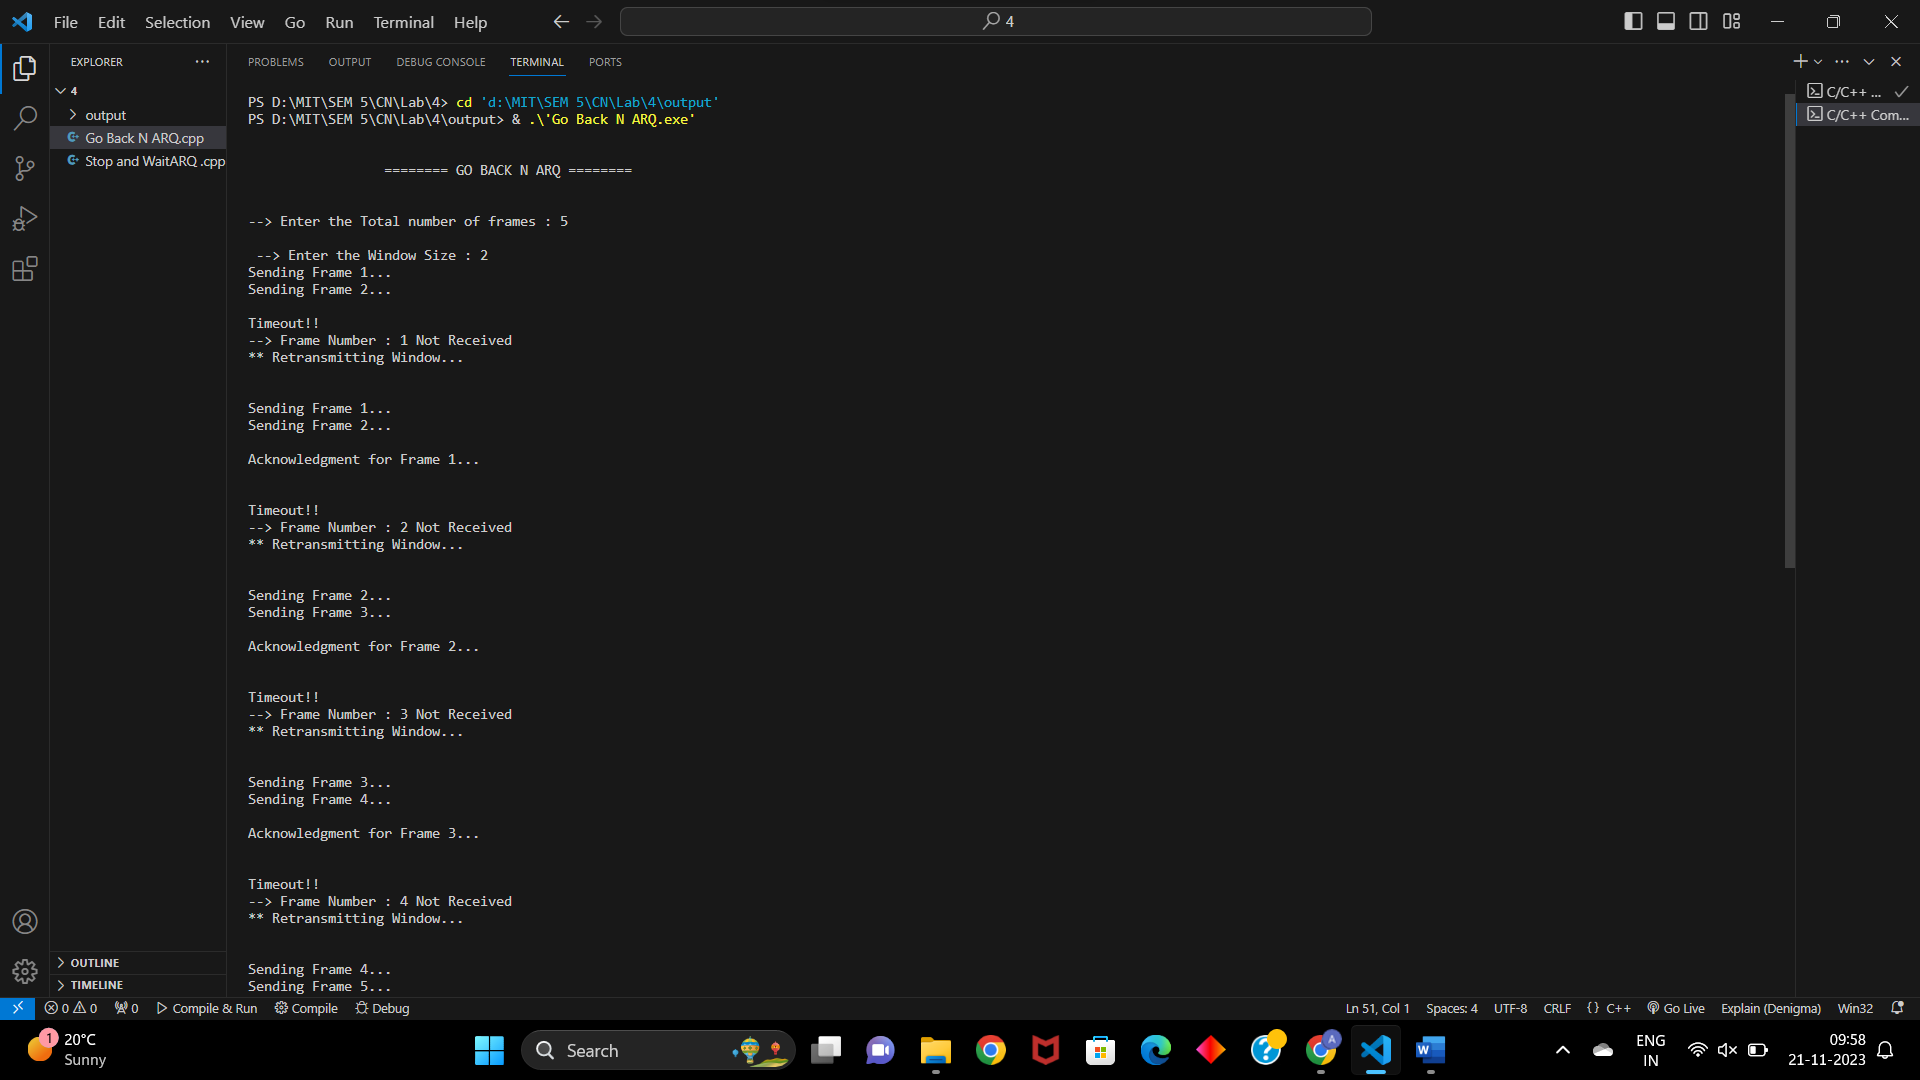 File Edit Selection View Go Run Terminal Help
4
EXPLORER
4
output
Go Back N ARQ.cpp
Stop and WaitARQ .cpp
OUTLINE
TIMELINE
PROBLEMS OUTPUT DEBUG CONSOLE TERMINAL PORTS
PS D:\MIT\SEM 5\CN\Lab\4> cd 'd:\MIT\SEM 5\CN\Lab\4\output'
PS D:\MIT\SEM 5\CN\Lab\4\output> & .\'Go Back N ARQ.exe'
======== GO BACK N ARQ ========
--> Enter the Total number of frames : 5
--> Enter the Window Size : 2
Sending Frame 1...
Sending Frame 2...
Timeout!!
--> Frame Number : 1 Not Received
** Retransmitting Window...
Sending Frame 1...
Sending Frame 2...
Acknowledgment for Frame 1...
Timeout!!
--> Frame Number : 2 Not Received
** Retransmitting Window...
Sending Frame 2...
Sending Frame 3...
Acknowledgment for Frame 2...
Timeout!!
--> Frame Number : 3 Not Received
** Retransmitting Window...
Sending Frame 3...
Sending Frame 4...
Acknowledgment for Frame 3...
Timeout!!
--> Frame Number : 4 Not Received
** Retransmitting Window...
Sending Frame 4...
Sending Frame 5...
C/C++ ...
C/C++ Com...
0 0 0 Compile & Run Compile Debug
Ln 51, Col 1 Spaces: 4 UTF-8 CRLF {} C++ Go Live Explain (Denigma) Win32
1
20°C
Sunny
Search
A
W
ENG
IN
09:58
21-11-2023